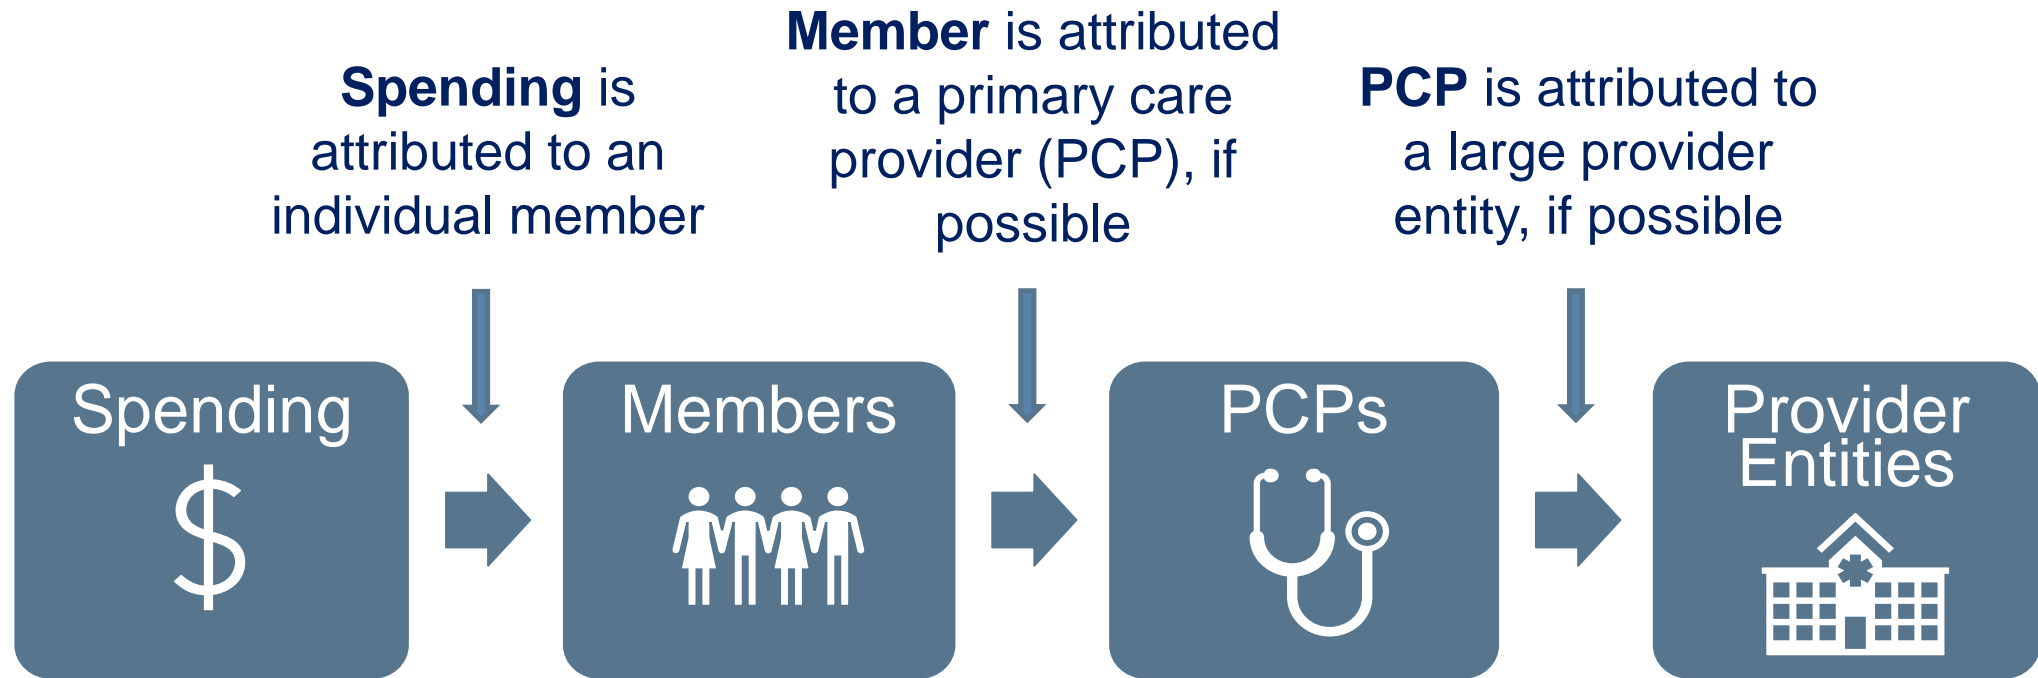 Spending is
attributed to an
individual member
Member is attributed
to a primary care
provider (PCP), if
possible
PCP is attributed to
a large provider
entity, if possible
Spending
$
Members
PCPs
Provider
Entities